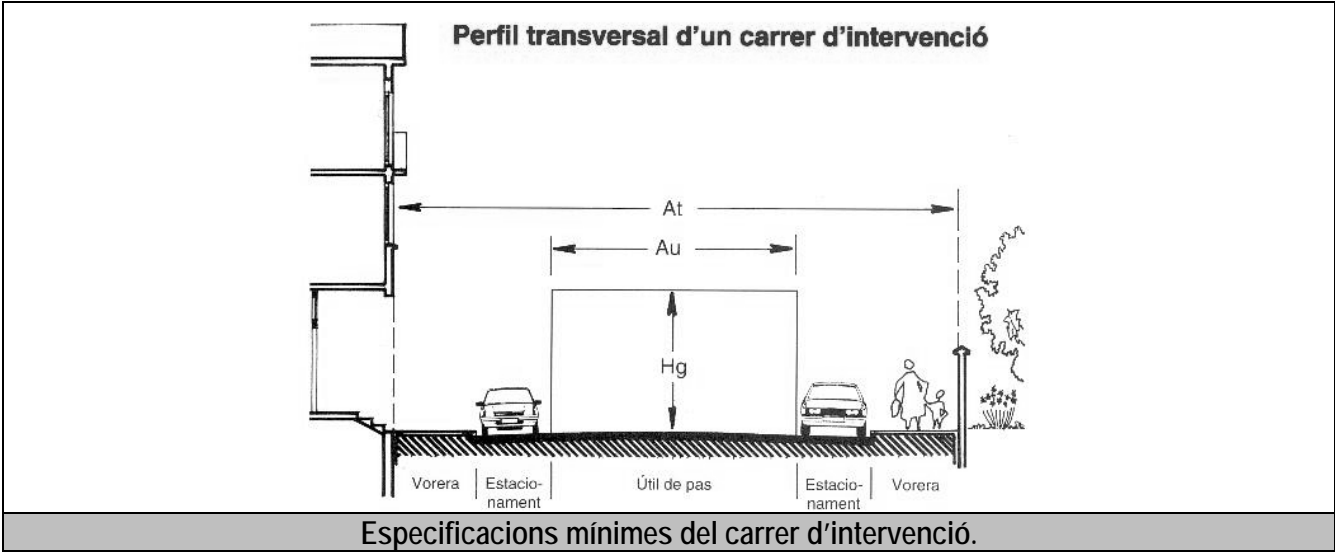 Perfil transversal d'un carrer d'intervenció
At
Au
Hg
Vorera
Estacio-
nament
Útil de pas
Estacio-
nament
Vorera
Especificacions mínimes del carrer d'intervenció.